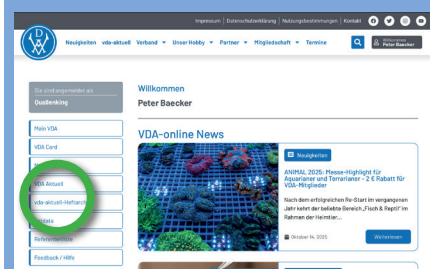 Impressum | Datenschutzerklärung | Nutzungsbestimmungen | Kontakt
VDA
Neuigkeiten vda-aktuell Verband Unser Hobby Partner Mitgliedschaft Termine
Willkommen
Peter Baecker
Sie sind angemeldet als
Quallenking
Willkommen
Peter Baecker
Mein VDA
VDA Card
VDA Aktuell
vda-aktuell-Heftarch
Referentenliste
Feedback / Hilfe
VDA-online News
Neuigkeiten
ANIMAL 2025: Messe-Highlight für
Aquarianer und Terrarianer – 2 € Rabatt für
VDA-Mitglieder
Nach dem erfolgreichen Re-Start im vergangenen
Jahr kehrt der beliebte Bereich „Fisch & Reptil“ im
Rahmen der Heimtier...
Oktober 14, 2025
Weiterlesen